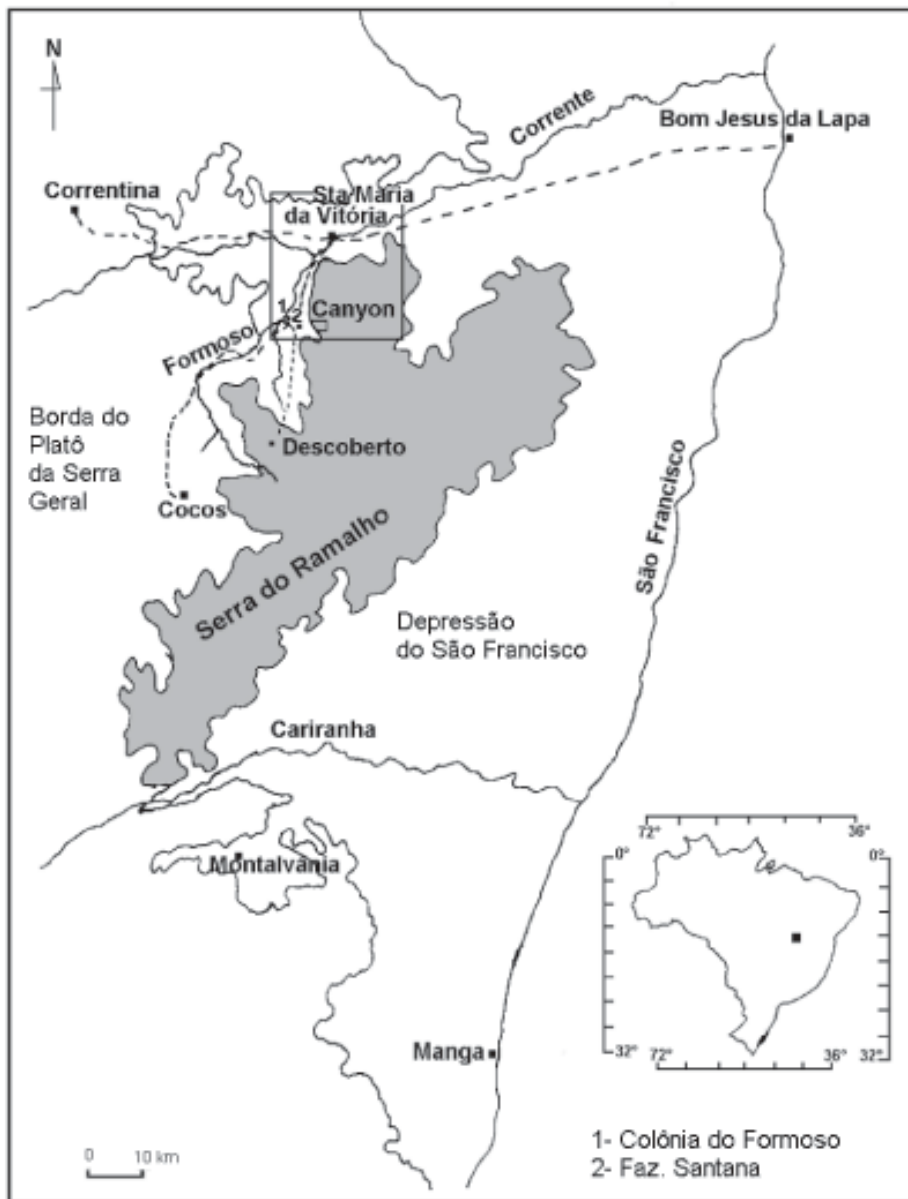 N
Corrente
Bom Jesus da Lapa
Correntina
Sta Maria
da Vitória
1
2
Canyon
Formoso
Borda do
Platô
da Serra
Geral
Descoberto
Cocos
São Francisco
Serra do Ramalho
Depressão
do São Francisco
Cariranha
Montalvânia
72° 36°
0° 0°
Manga
32° 72° 36° 32°
0 10 km
1- Colônia do Formoso
2- Faz. Santana